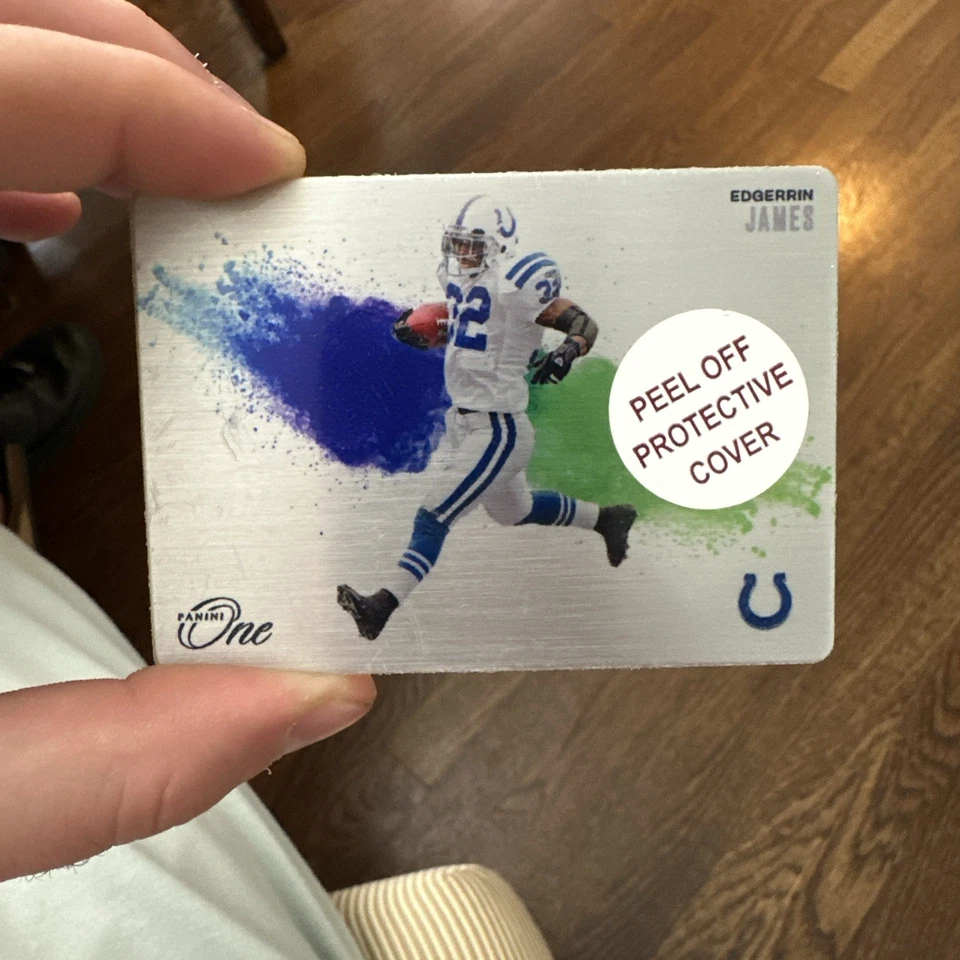 EDGERRIN
JAMES
32
32
PEEL OFF
PROTECTIVE
COVER
PANINI
One